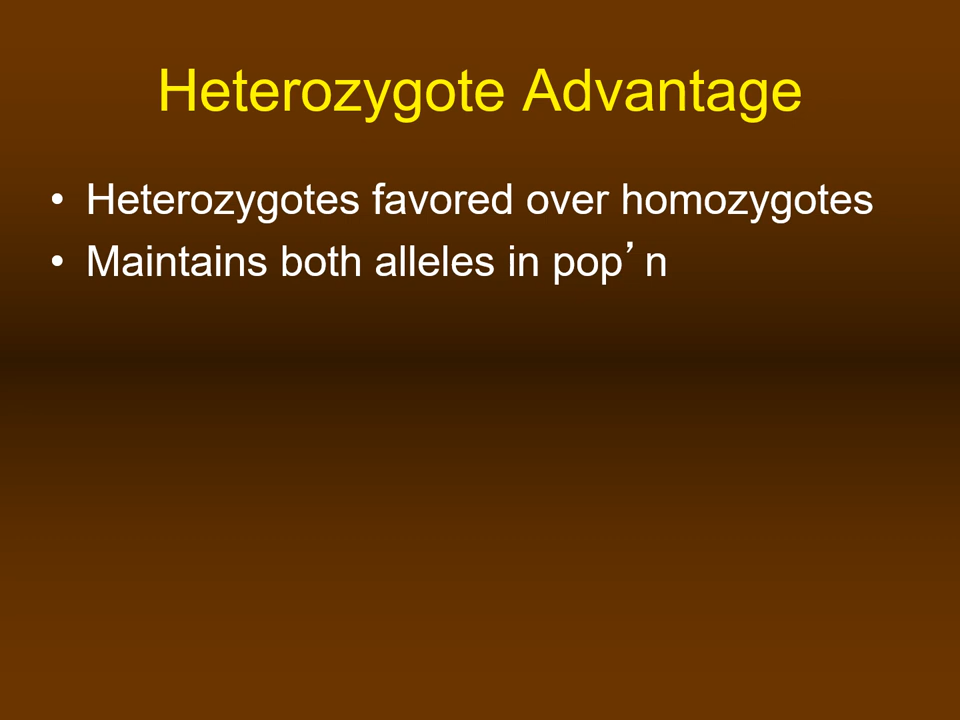 Heterozygote Advantage
• Heterozygotes favored over homozygotes
• Maintains both alleles in pop’n